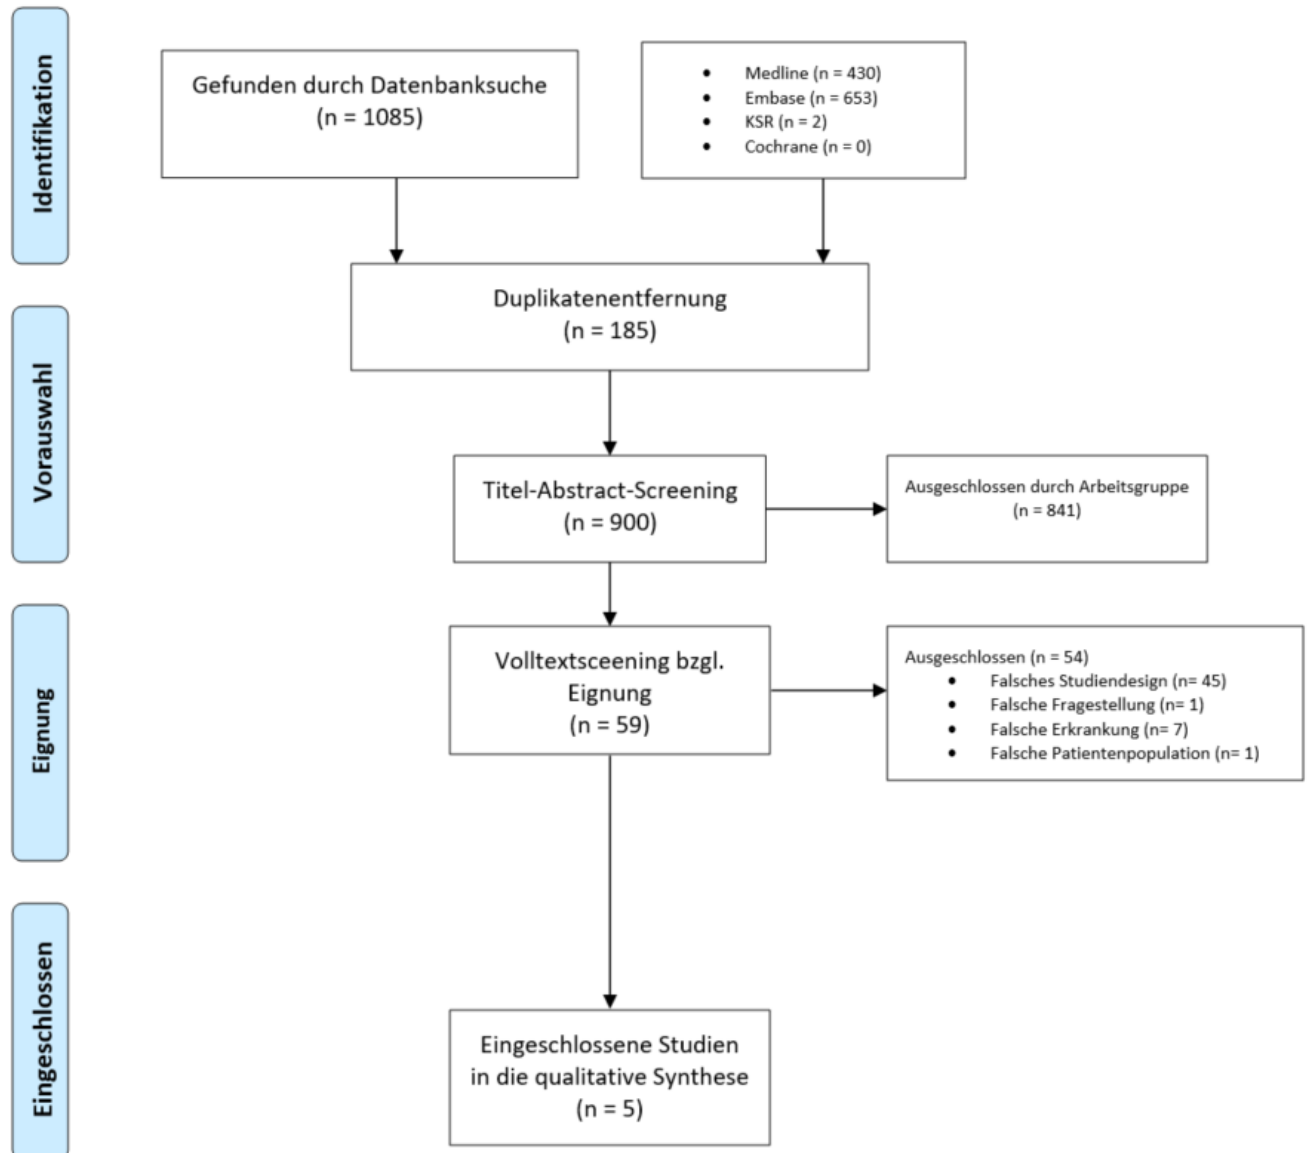 Identifikation
Gefunden durch Datenbanksuche
(n = 1085)
• Medline (n = 430)
• Embase (n = 653)
• KSR (n = 2)
• Cochrane (n = 0)
Duplikatenentfernung
(n = 185)
Vorauswahl
Titel-Abstract-Screening
(n = 900)
Ausgeschlossen durch Arbeitsgruppe
(n = 841)
Eignung
Volltextsceening bzgl.
Eignung
(n = 59)
Ausgeschlossen (n = 54)
• Falsches Studiendesign (n= 45)
• Falsche Fragestellung (n= 1)
• Falsche Erkrankung (n= 7)
• Falsche Patientenpopulation (n= 1)
Eingeschlossen
Eingeschlossene Studien
in die qualitative Synthese
(n = 5)